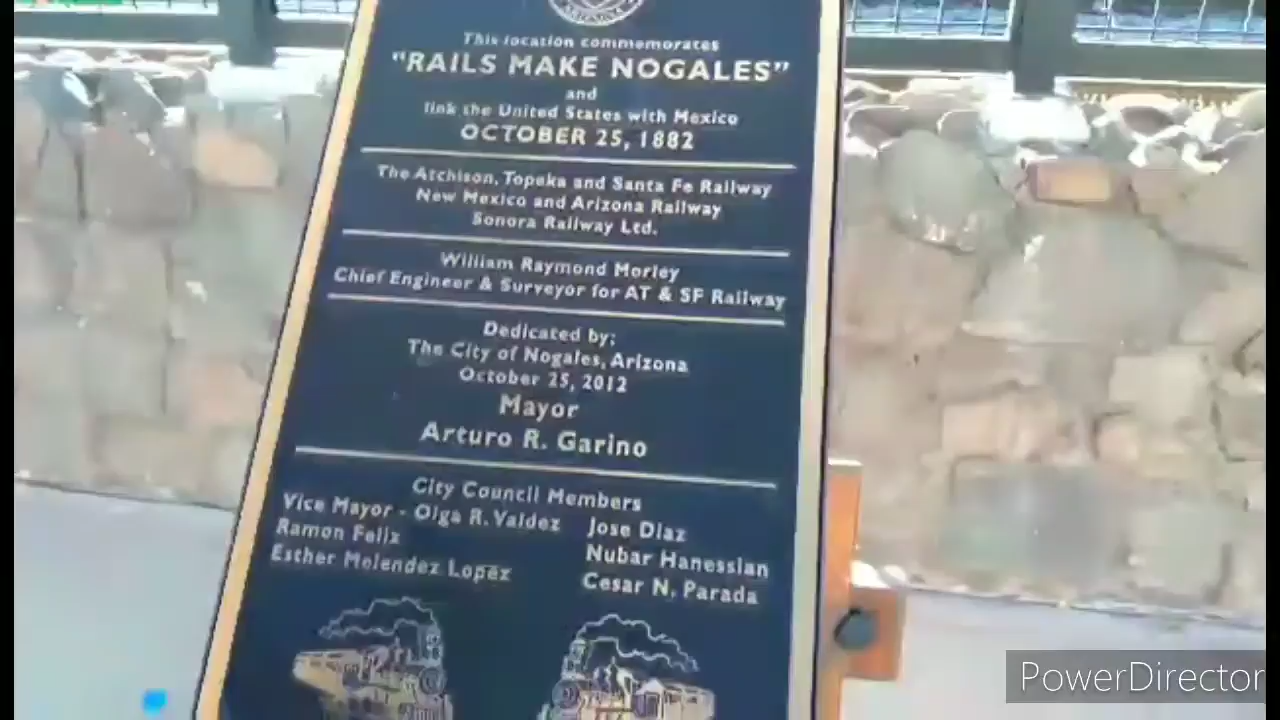 This location commemorates
"RAILS MAKE NOGALES"
and
link the United States with Mexico
OCTOBER 25, 1882
The Atchison, Topeka and Santa Fe Railway
New Mexico and Arizona Railway
Sonora Railway Ltd.
William Raymond Morley
Chief Engineer & Surveyor for AT & SF Railway
Dedicated by:
The City of Nogales, Arizona
October 25, 2012
Mayor
Arturo R. Garino
City Council Members
Vice Mayor - Olga R. Valdez
Ramon Felix
Esther Melendez Lopez
Jose Diaz
Nubar Hanessian
Cesar N. Parada
PowerDirector